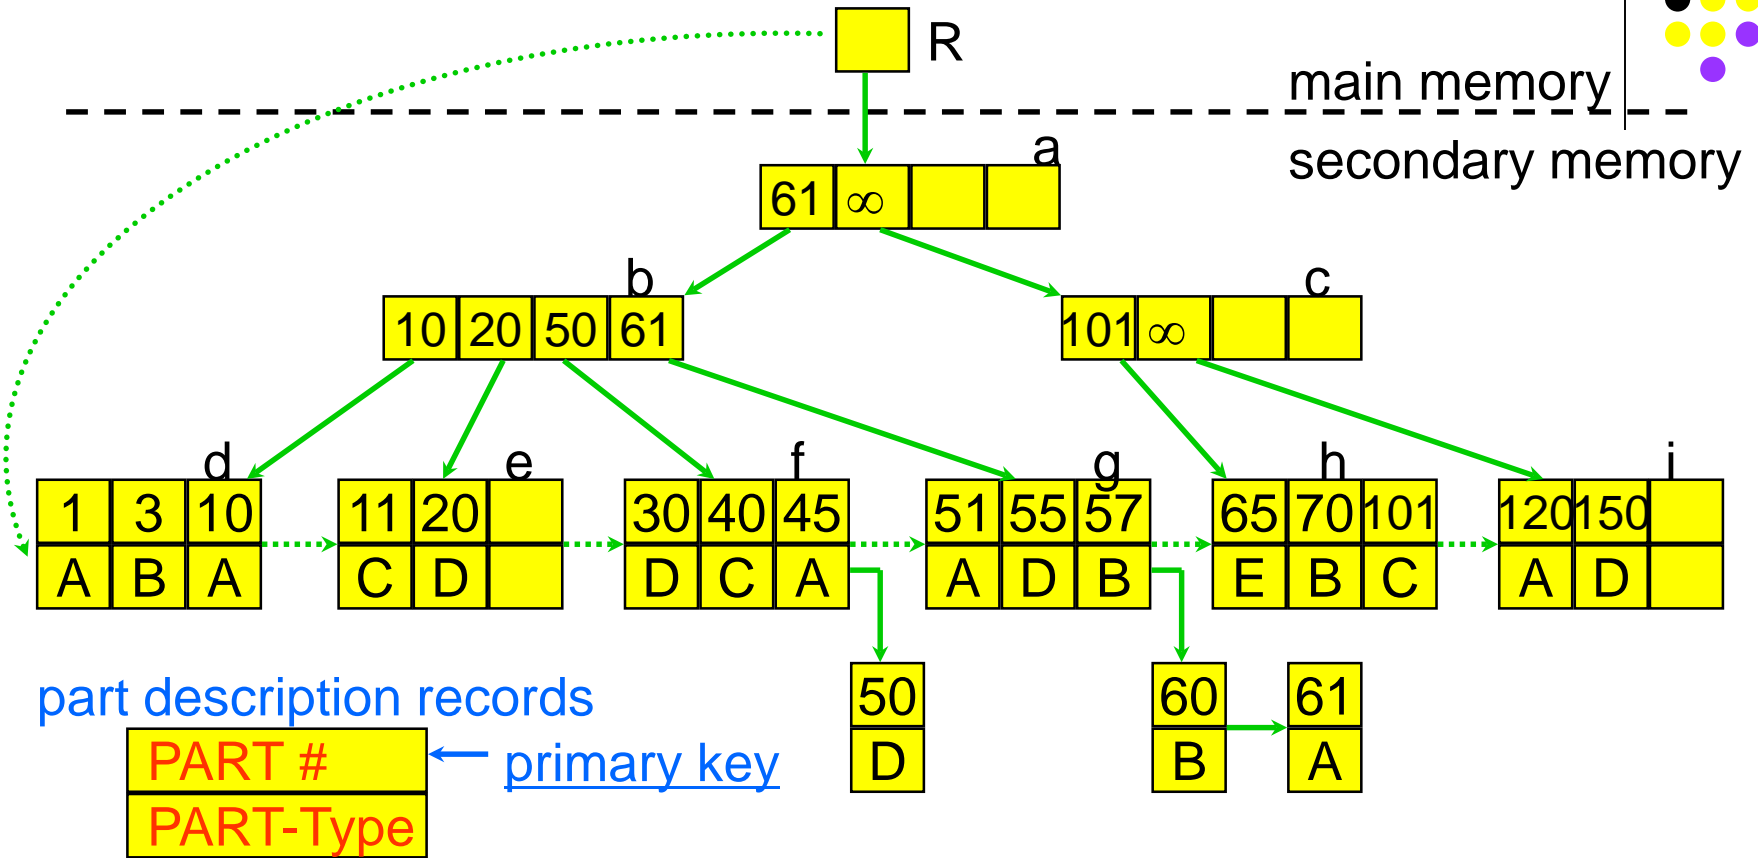 R
main memory
secondary memory
a
61 ∞
b
c
10 20 50 61
101 ∞
d e f g h i
1 3 10 11 20 30 40 45 51 55 57 65 70 101 120 150
A B A C D D C A A D B E B C A D
50 60 61
D B A
part description records
PART # primary key
PART-Type